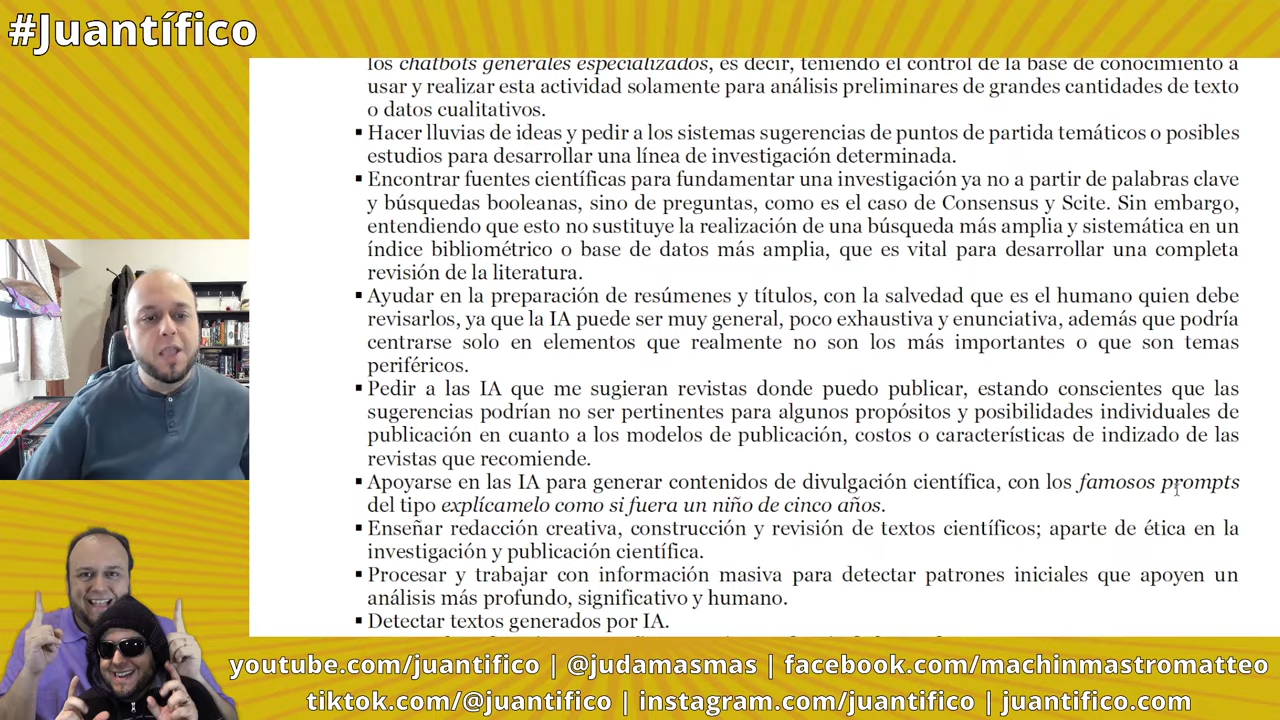 #Juantífico
los chatbots generales especializados, es decir, teniendo el control de la base de conocimiento a
usar y realizar esta actividad solamente para análisis preliminares de grandes cantidades de texto
o datos cualitativos.
▪ Hacer lluvias de ideas y pedir a los sistemas sugerencias de puntos de partida temáticos o posibles
estudios para desarrollar una línea de investigación determinada.
▪ Encontrar fuentes científicas para fundamentar una investigación ya no a partir de palabras clave
y búsquedas booleanas, sino de preguntas, como es el caso de Consensus y Scite. Sin embargo,
entendiendo que esto no sustituye la realización de una búsqueda más amplia y sistemática en un
índice bibliométrico o base de datos más amplia, que es vital para desarrollar una completa
revisión de la literatura.
▪ Ayudar en la preparación de resúmenes y títulos, con la salvedad que es el humano quien debe
revisarlos, ya que la IA puede ser muy general, poco exhaustiva y enunciativa, además que podría
centrarse solo en elementos que realmente no son los más importantes o que son temas
periféricos.
▪ Pedir a las IA que me sugieran revistas donde puedo publicar, estando conscientes que las
sugerencias podrían no ser pertinentes para algunos propósitos y posibilidades individuales de
publicación en cuanto a los modelos de publicación, costos o características de indizado de las
revistas que recomiende.
▪ Apoyarse en las IA para generar contenidos de divulgación científica, con los famosos prompts
del tipo explícamelo como si fuera un niño de cinco años.
▪ Enseñar redacción creativa, construcción y revisión de textos científicos; aparte de ética en la
investigación y publicación científica.
▪ Procesar y trabajar con información masiva para detectar patrones iniciales que apoyen un
análisis más profundo, significativo y humano.
▪ Detectar textos generados por IA.
youtube.com/juantifico | @judamasmas | facebook.com/machinmastromatteo
tiktok.com/@juantifico | instagram.com/juantifico | juantifico.com